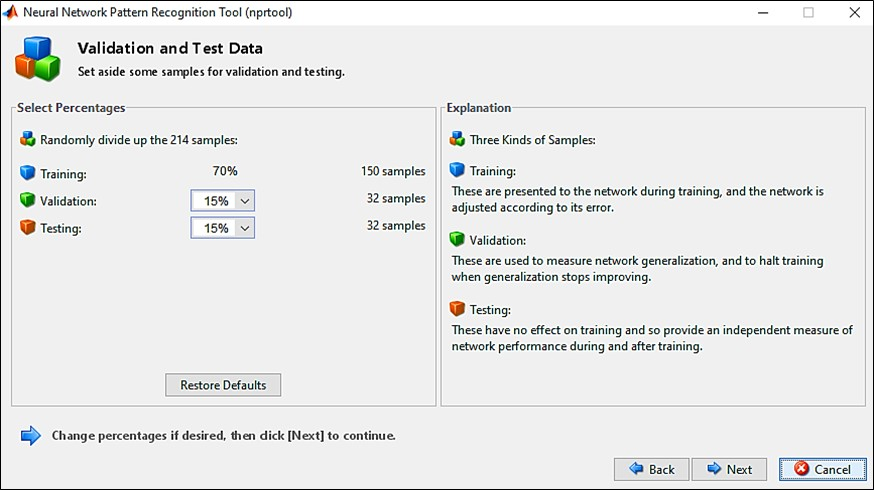 Neural Network Pattern Recognition Tool (nprtool)
Validation and Test Data
Set aside some samples for validation and testing.
Select Percentages
Randomly divide up the 214 samples:
Training: 70% 150 samples
Validation: 15% 32 samples
Testing: 15% 32 samples
Restore Defaults
Explanation
Three Kinds of Samples:
Training:
These are presented to the network during training, and the network is
adjusted according to its error.
Validation:
These are used to measure network generalization, and to halt training
when generalization stops improving.
Testing:
These have no effect on training and so provide an independent measure of
network performance during and after training.
Change percentages if desired, then click [Next] to continue.
Back Next Cancel